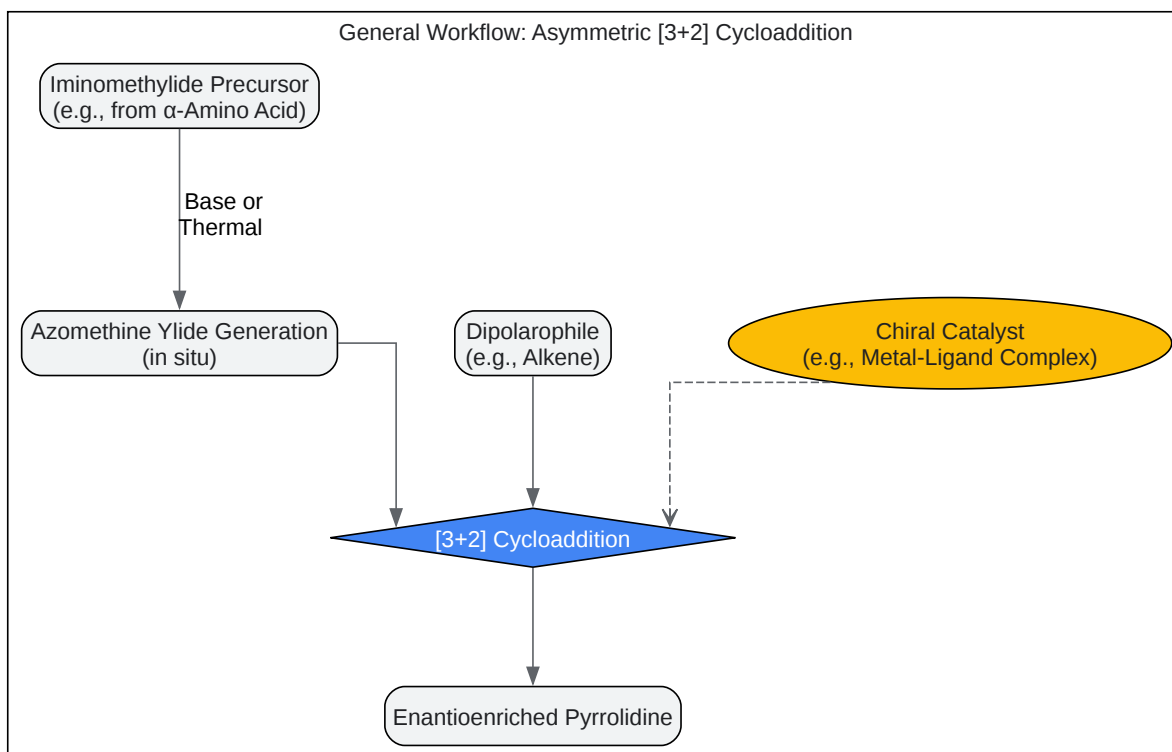 General Workflow: Asymmetric [3+2] Cycloaddition
Iminomethylide Precursor
(e.g., from α-Amino Acid)
Base or
Thermal
Azomethine Ylide Generation
(in situ)
Dipolarophile
(e.g., Alkene)
Chiral Catalyst
(e.g., Metal-Ligand Complex)
[3+2] Cycloaddition
Enantioenriched Pyrrolidine